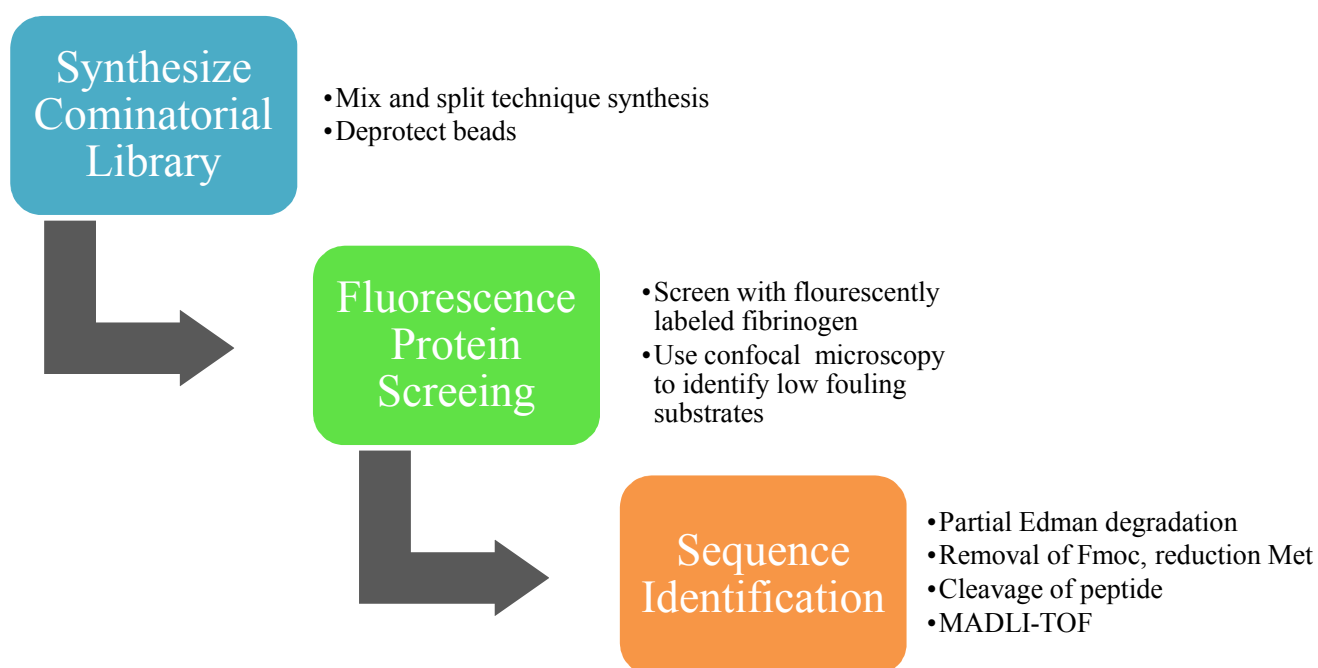 Synthesize
Cominatorial
Library
•Mix and split technique synthesis
•Deprotect beads
Fluorescence
Protein
Screeing
•Screen with flourescently
labeled fibrinogen
•Use confocal microscopy
to identify low fouling
substrates
Sequence
Identification
•Partial Edman degradation
•Removal of Fmoc, reduction Met
•Cleavage of peptide
•MADLI-TOF